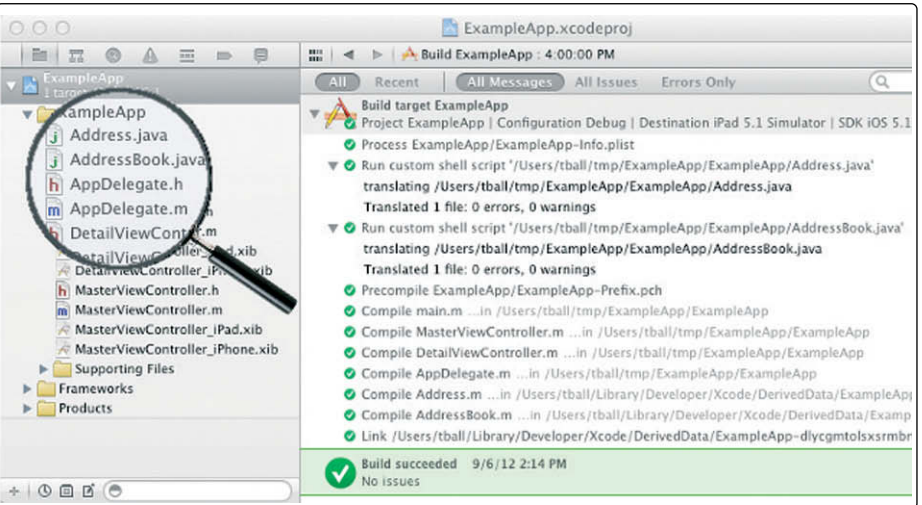 ExampleApp.xcodeproj
Build ExampleApp : 4:00:00 PM
All Recent All Messages All Issues Errors Only
ExampleApp
1 target
ExampleApp
Address.java
AddressBook.java
AppDelegate.h
AppDelegate.m
DetailViewController.m
DetailViewController_iPad.xib
DetailViewController_iPhone.xib
MasterViewController.h
MasterViewController.m
MasterViewController_iPad.xib
MasterViewController_iPhone.xib
Supporting Files
Frameworks
Products
Build target ExampleApp
Project ExampleApp | Configuration Debug | Destination iPad 5.1 Simulator | SDK iOS 5.1
Process ExampleApp/ExampleApp-Info.plist
Run custom shell script '/Users/tball/tmp/ExampleApp/ExampleApp/Address.java'
translating /Users/tball/tmp/ExampleApp/ExampleApp/Address.java
Translated 1 file: 0 errors, 0 warnings
Run custom shell script '/Users/tball/tmp/ExampleApp/ExampleApp/AddressBook.java'
translating /Users/tball/tmp/ExampleApp/ExampleApp/AddressBook.java
Translated 1 file: 0 errors, 0 warnings
Precompile ExampleApp/ExampleApp-Prefix.pch
Compile main.m ...in /Users/tball/tmp/ExampleApp/ExampleApp
Compile MasterViewController.m ...in /Users/tball/tmp/ExampleApp/ExampleApp
Compile DetailViewController.m ...in /Users/tball/tmp/ExampleApp/ExampleApp
Compile AppDelegate.m ...in /Users/tball/tmp/ExampleApp/ExampleApp
Compile Address.m ...in /Users/tball/Library/Developer/Xcode/DerivedData/ExampleApp
Compile AddressBook.m ...in /Users/tball/Library/Developer/Xcode/DerivedData/Examp
Link /Users/tball/Library/Developer/Xcode/DerivedData/ExampleApp-dlycgmtolsxsrmbr
Build succeeded 9/6/12 2:14 PM
No issues